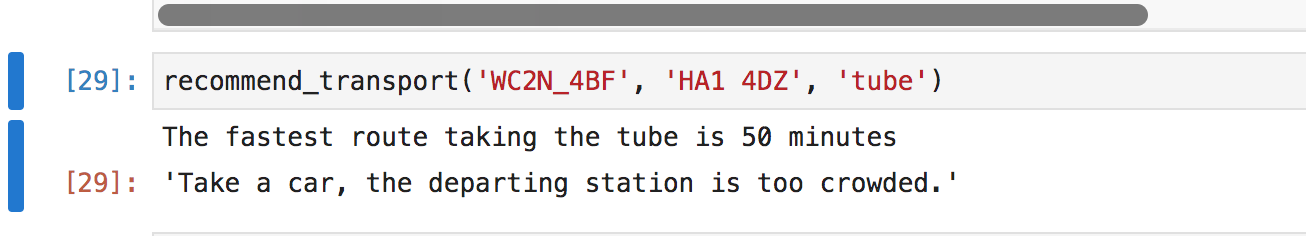 [29]: recommend_transport('WC2N_4BF', 'HA1 4DZ', 'tube')
The fastest route taking the tube is 50 minutes
[29]: 'Take a car, the departing station is too crowded.'